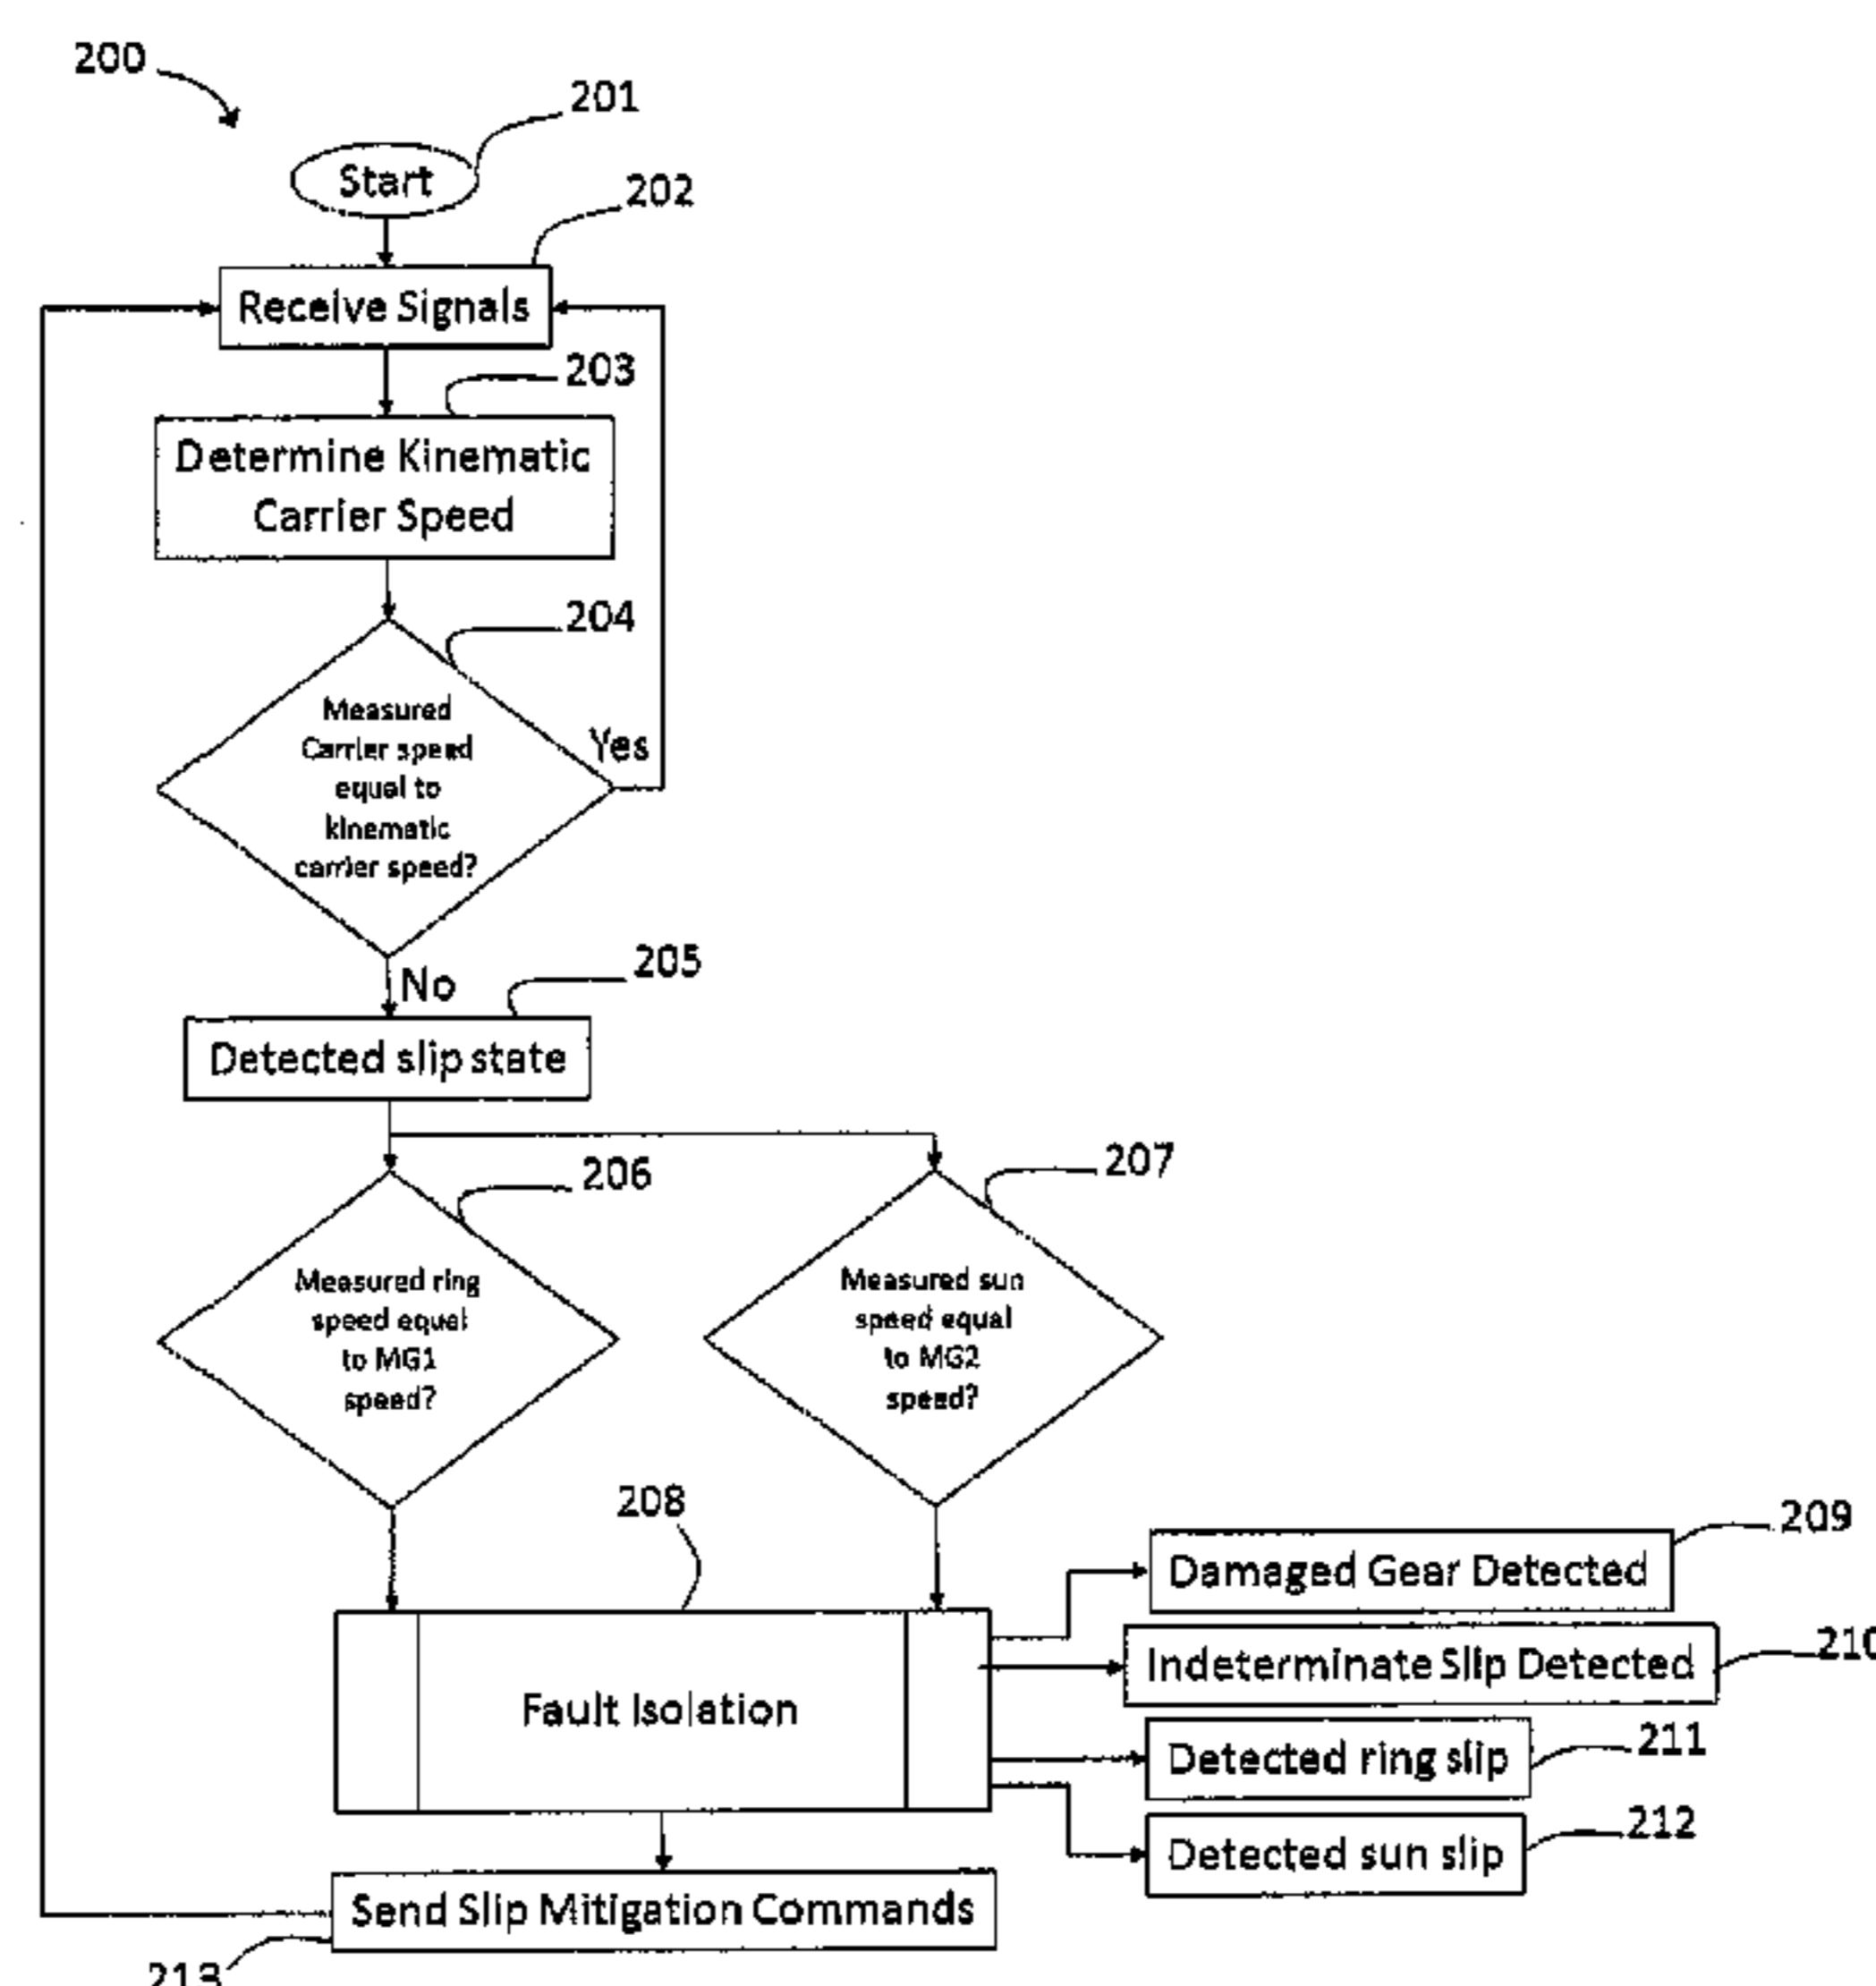 200
201
Start
202
Receive Signals
203
Determine Kinematic
Carrier Speed
204
Measured
Carrier speed
equal to
kinematic
carrier speed?
Yes
No
205
Detected slip state
206
Measured ring
speed equal
to MG1
speed?
207
Measured sun
speed equal
to MG2
speed?
208
Fault Isolation
209
Damaged Gear Detected
210
Indeterminate Slip Detected
211
Detected ring slip
212
Detected sun slip
Send Slip Mitigation Commands
213